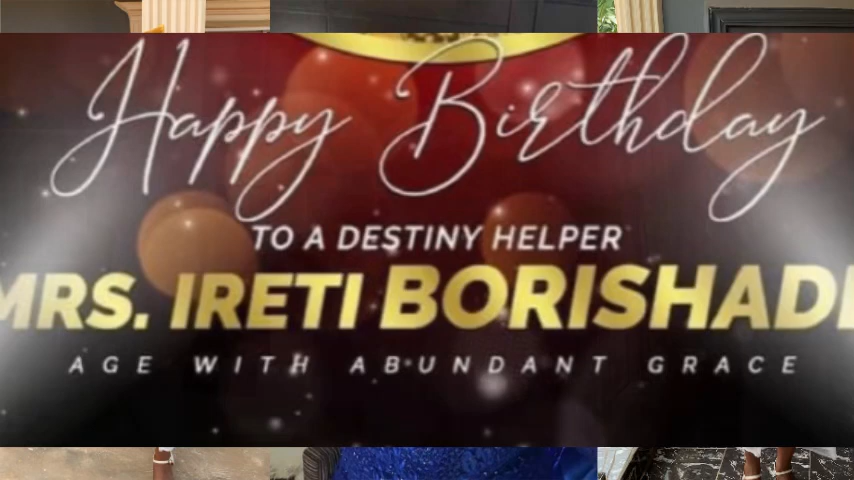 Happy Birthday
TO A DESTINY HELPER
MRS. IRETI BORISHADE
AGE WITH ABUNDANT GRACE